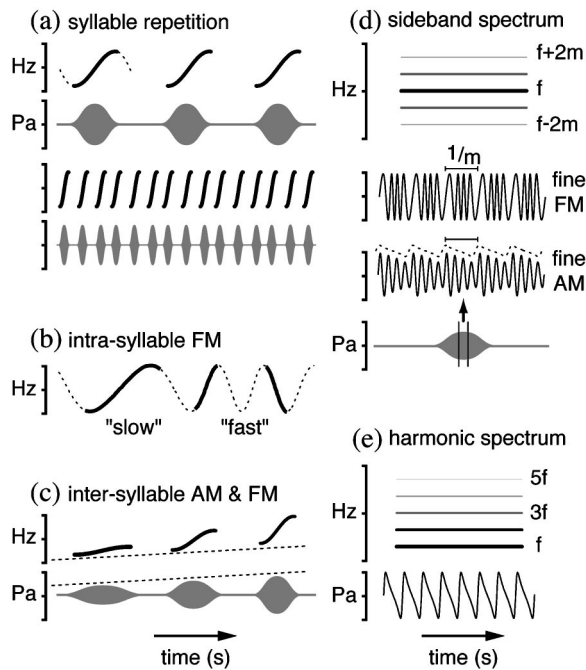 (a) syllable repetition
Hz
Pa
(b) intra-syllable FM
Hz
"slow" "fast"
(c) inter-syllable AM & FM
Hz
Pa
time (s)
(d) sideband spectrum
f+2m
Hz
f
f-2m
1/m
fine
FM
fine
AM
Pa
(e) harmonic spectrum
5f
Hz
3f
f
Pa
time (s)